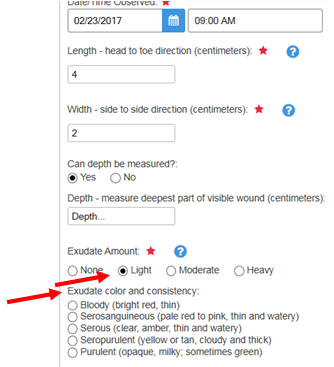 Date/Time Observed: ★
02/23/2017 09:00 AM
Length - head to toe direction (centimeters): ★ ?
4
Width - side to side direction (centimeters): ★ ?
2
Can depth be measured?:
Yes No
Depth - measure deepest part of visible wound (centimeters):
Depth...
Exudate Amount: ★ ?
None Light Moderate Heavy
Exudate color and consistency:
Bloody (bright red, thin)
Serosanguineous (pale red to pink, thin and watery)
Serous (clear, amber, thin and watery)
Seropurulent (yellow or tan, cloudy and thick)
Purulent (opaque, milky; sometimes green)